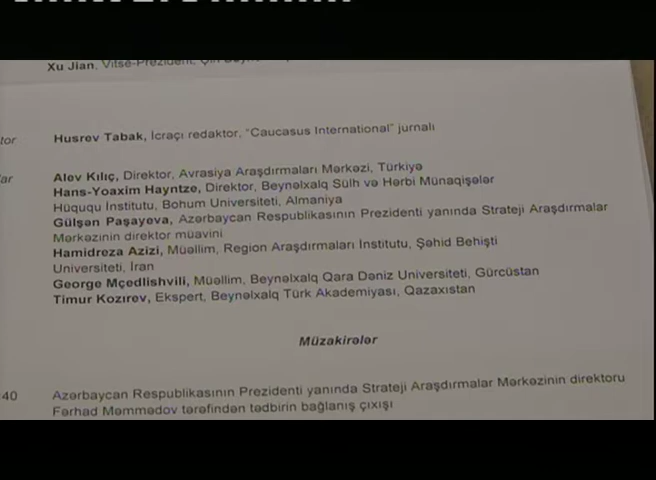 Xu Jian, Vitse-Prezident, Çin
tor
Husrev Tabak, İcraçı redaktor, "Caucasus International" jurnalı
ar
Alev Kılıç, Direktor, Avrasiya Araşdırmaları Mərkəzi, Türkiyə
Hans-Yoaxim Hayntze, Direktor, Beynəlxalq Sülh və Hərbi Münaqişələr
Hüququ İnstitutu, Bohum Universiteti, Almaniya
Gülşən Paşayeva, Azərbaycan Respublikasının Prezidenti yanında Strateji Araşdırmalar
Mərkəzinin direktor müavini
Hamidreza Azizi, Müəllim, Region Araşdırmaları İnstitutu, Şəhid Behişti
Universiteti, İran
George Mçedlishvili, Müəllim, Beynəlxalq Qara Dəniz Universiteti, Gürcüstan
Timur Kozırev, Ekspert, Beynəlxalq Türk Akademiyası, Qazaxıstan
Müzakirələr
40
Azərbaycan Respublikasının Prezidenti yanında Strateji Araşdırmalar Mərkəzinin direktoru
Fərhad Məmmədov tərəfindən tədbirin bağlanış çıxışı